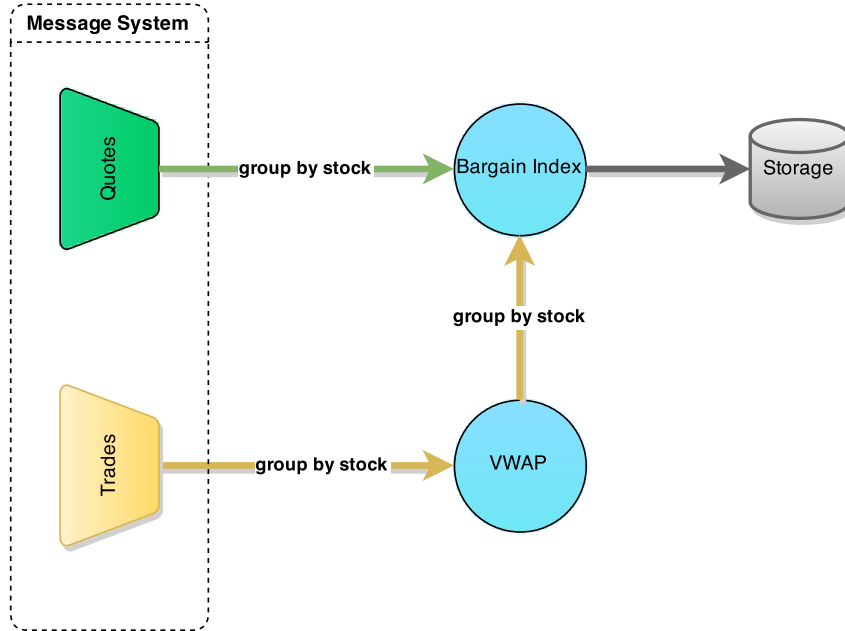 Message System
Quotes
group by stock
Bargain Index
Storage
group by stock
Trades
group by stock
VWAP